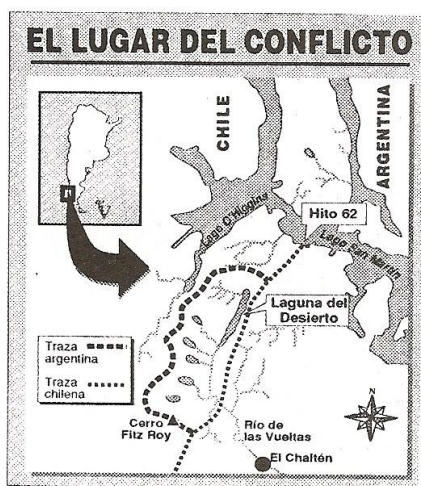 EL LUGAR DEL CONFLICTO
CHILE
ARGENTINA
Lago O'Higgins
Hito 62
Lago San Martín
Laguna del
Desierto
Traza
argentina
Traza
chilena
Cerro
Fitz Roy
Río de
las Vueltas
El Chaltén
N